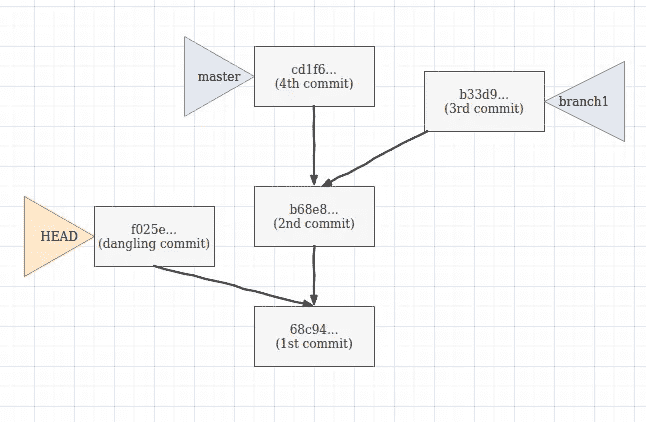 master
cd1f6...
(4th commit)
b33d9...
(3rd commit)
branch1
HEAD
f025e...
(dangling commit)
b68e8...
(2nd commit)
68c94...
(1st commit)